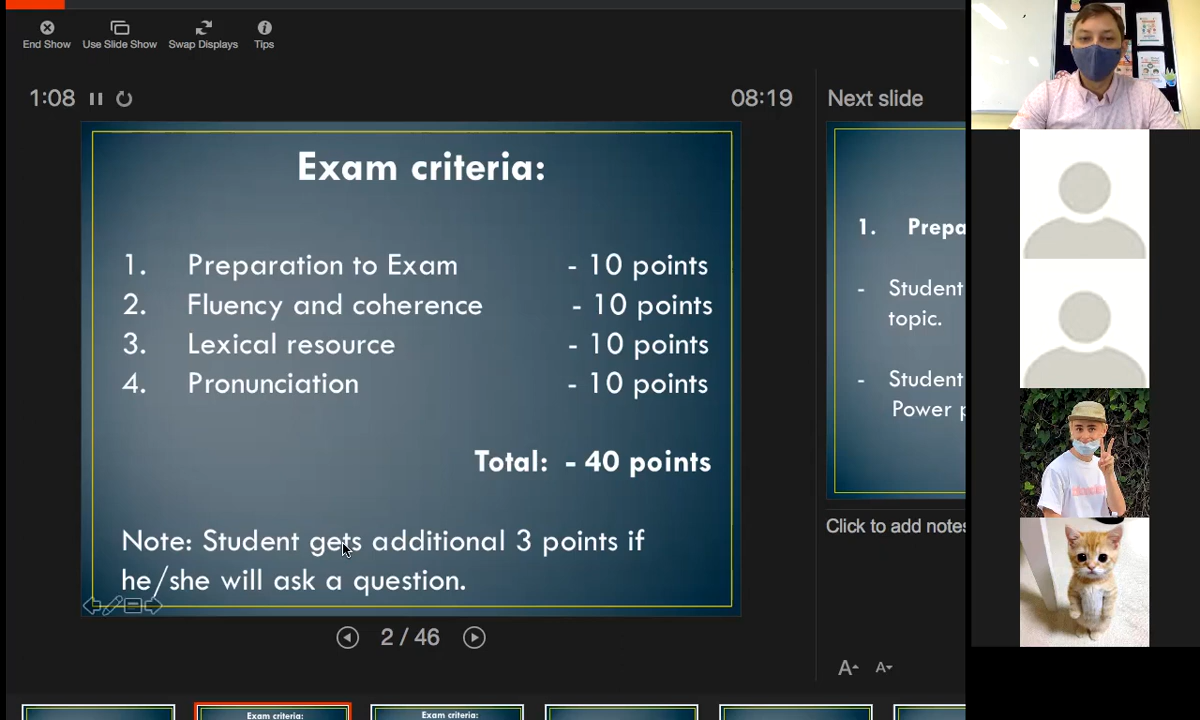 End Show
Use Slide Show
Swap Displays
Tips
1:08
08:19
Next slide
Exam criteria:
1. Preparation to Exam - 10 points
2. Fluency and coherence - 10 points
3. Lexical resource - 10 points
4. Pronunciation - 10 points
Total: - 40 points
Note: Student gets additional 3 points if
he/she will ask a question.
1. Prepa
- Student
topic.
- Student
Power p
Click to add notes
2 / 46
A A
Exam criteria:
Exam criteria: